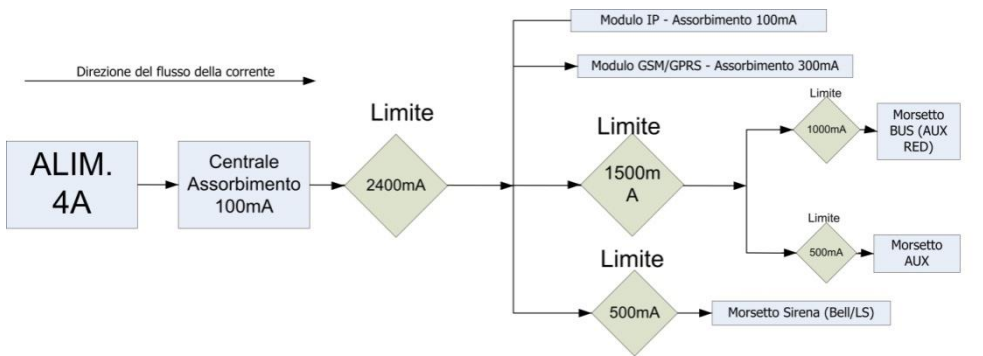 Modulo IP - Assorbimento 100mA
Direzione del flusso della corrente
Modulo GSM/GPRS - Assorbimento 300mA
Limite
1000mA
Morsetto
BUS (AUX
RED)
Limite
2400mA
Limite
1500m
A
ALIM.
4A
Centrale
Assorbimento
100mA
Limite
500mA
Morsetto
AUX
Limite
500mA
Morsetto Sirena (Bell/LS)